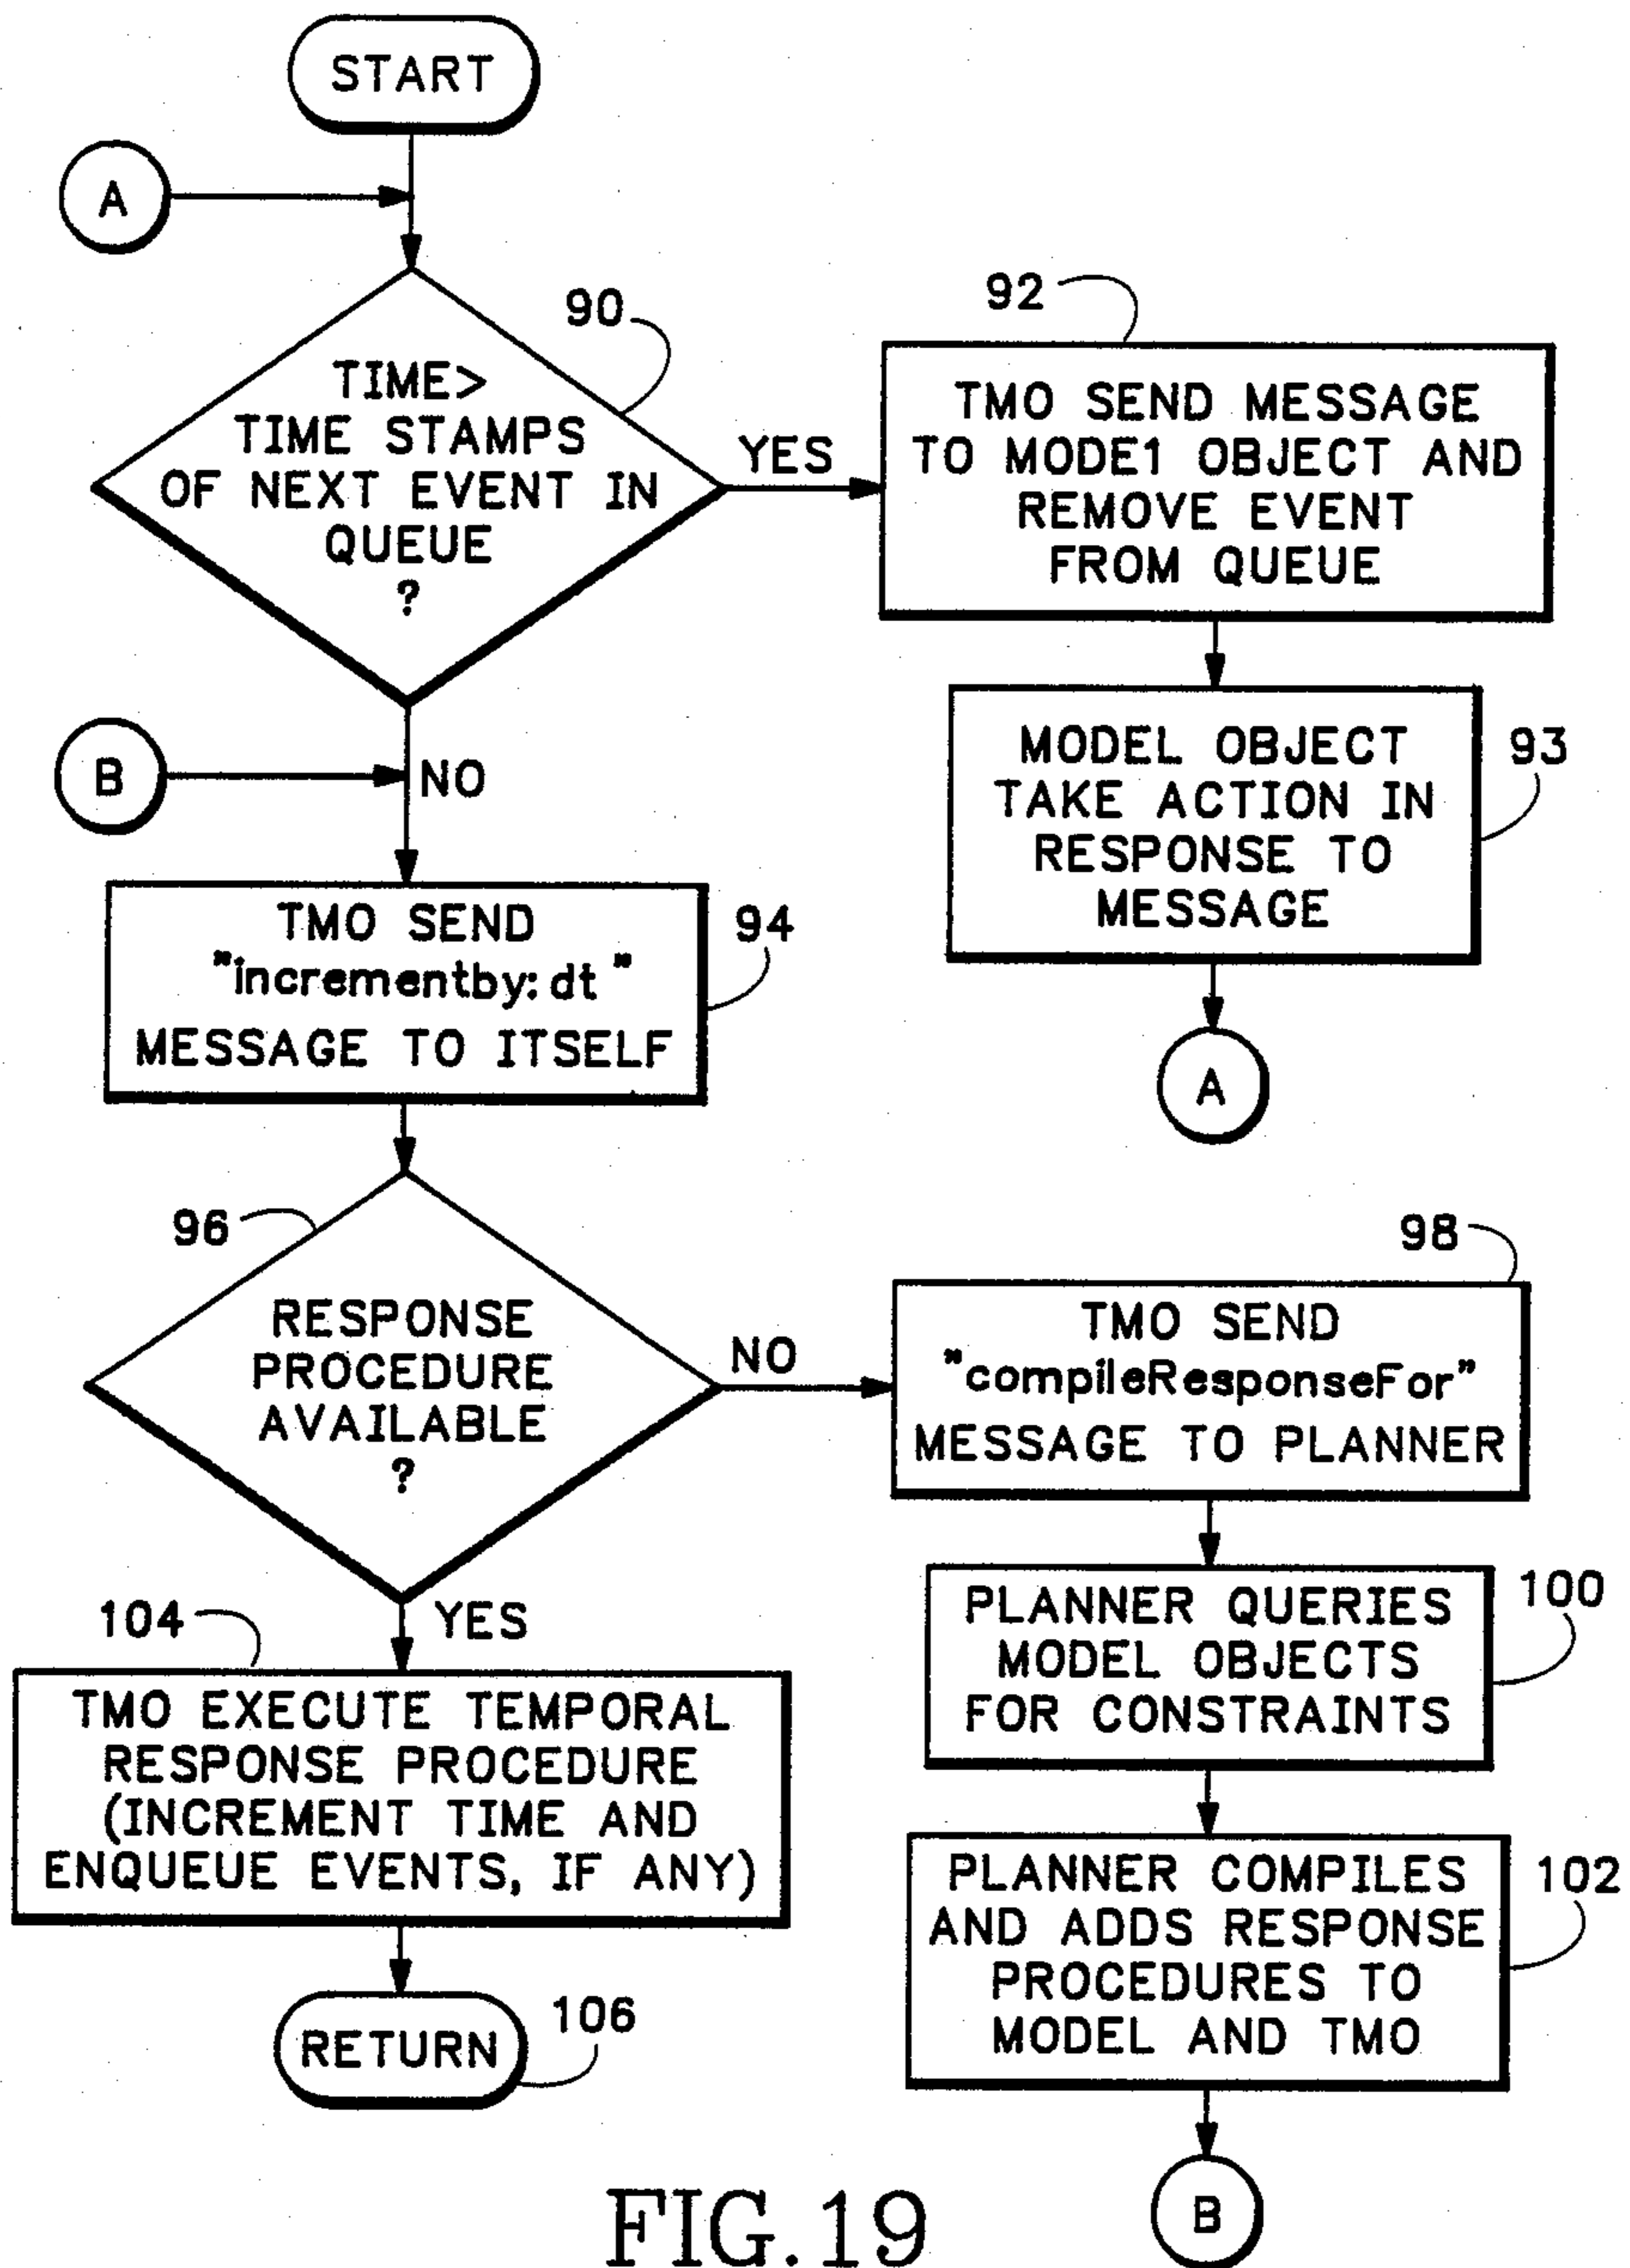 START
A
90
TIME>
TIME STAMPS
OF NEXT EVENT IN
QUEUE
?
YES
92
TMO SEND MESSAGE
TO MODE1 OBJECT AND
REMOVE EVENT
FROM QUEUE
MODEL OBJECT
TAKE ACTION IN
RESPONSE TO
MESSAGE
93
A
B
NO
TMO SEND
"incrementby: dt "
MESSAGE TO ITSELF
94
96
RESPONSE
PROCEDURE
AVAILABLE
?
NO
98
TMO SEND
"compileResponseFor"
MESSAGE TO PLANNER
PLANNER QUERIES
MODEL OBJECTS
FOR CONSTRAINTS
100
PLANNER COMPILES
AND ADDS RESPONSE
PROCEDURES TO
MODEL AND TMO
102
B
YES
104
TMO EXECUTE TEMPORAL
RESPONSE PROCEDURE
(INCREMENT TIME AND
ENQUEUE EVENTS, IF ANY)
RETURN
106
FIG.19